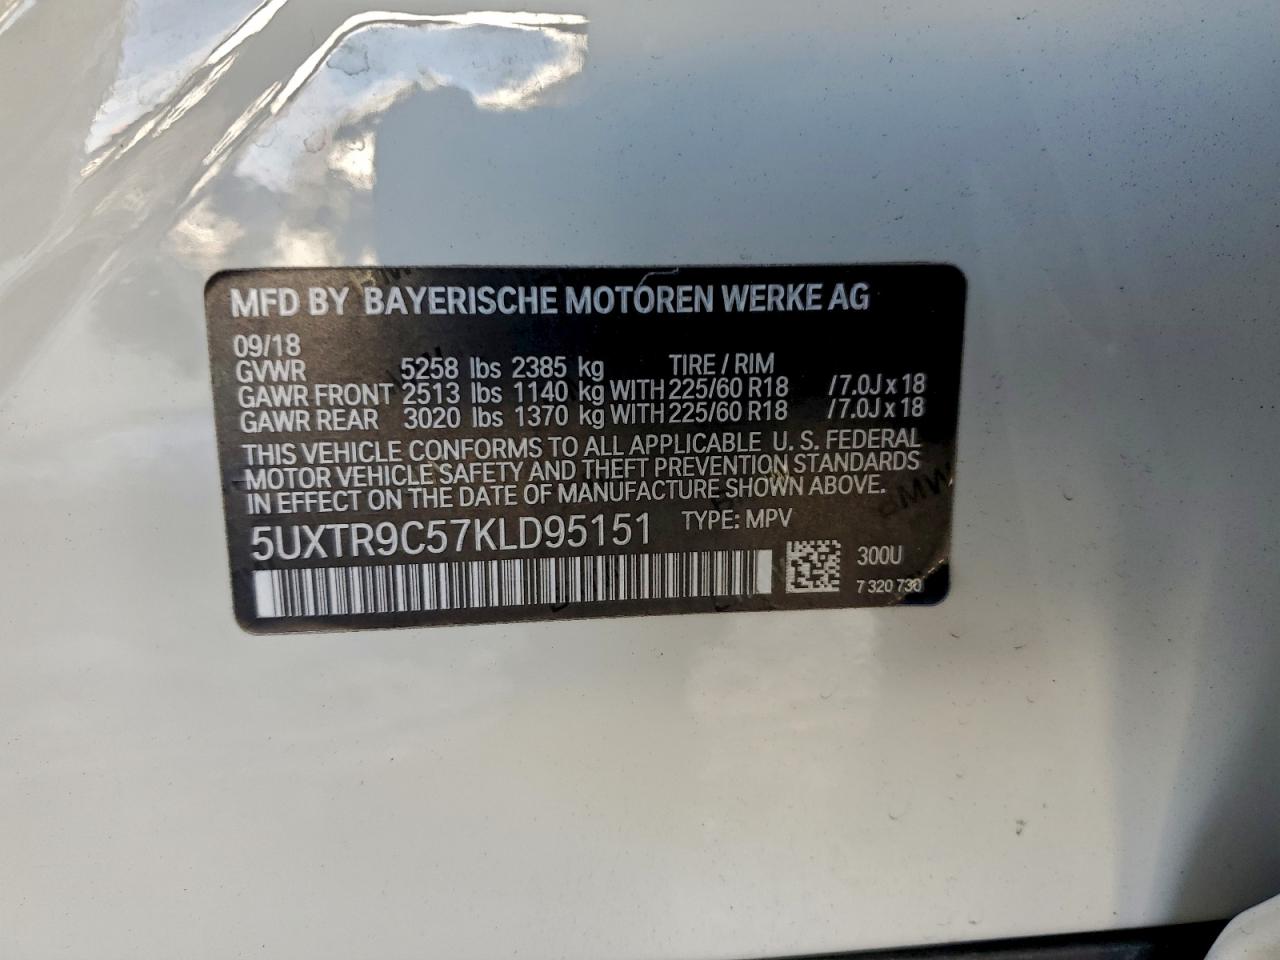 MFD BY BAYERISCHE MOTOREN WERKE AG
09/18
GVWR 5258 lbs 2385 kg TIRE / RIM
GAWR FRONT 2513 lbs 1140 kg WITH 225/60 R18 /7.0J x 18
GAWR REAR 3020 lbs 1370 kg WITH 225/60 R18 /7.0J x 18
THIS VEHICLE CONFORMS TO ALL APPLICABLE U. S. FEDERAL
MOTOR VEHICLE SAFETY AND THEFT PREVENTION STANDARDS
IN EFFECT ON THE DATE OF MANUFACTURE SHOWN ABOVE.
5UXTR9C57KLD95151 TYPE: MPV
300U
7 320 730
BMW